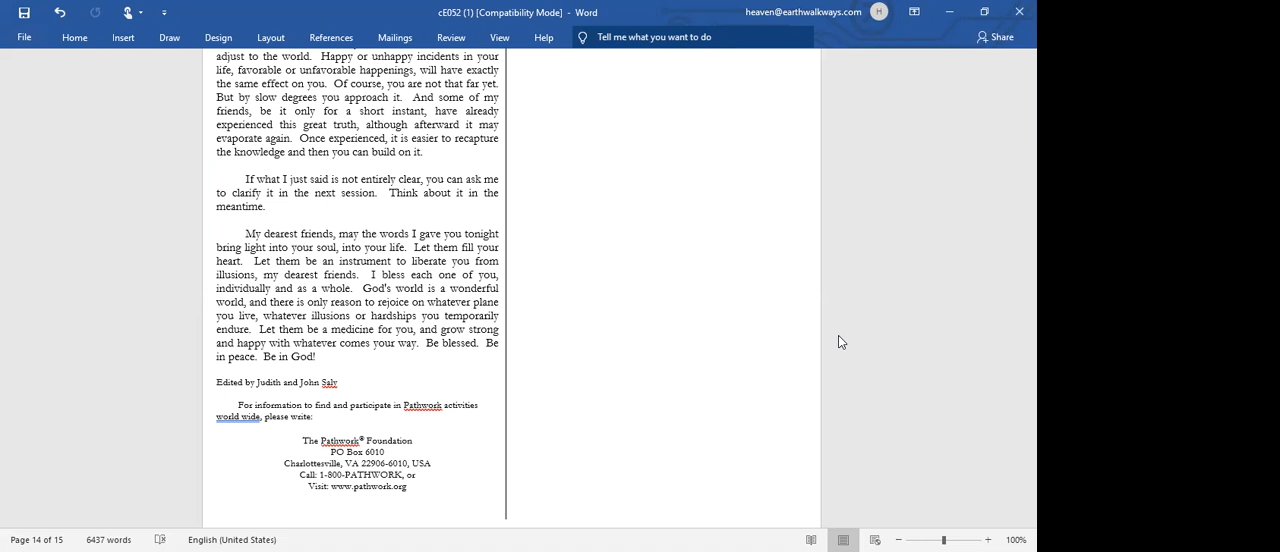 cE052 (1) [Compatibility Mode] - Word
heaven@earthwalkways.com
H
File Home Insert Draw Design Layout References Mailings Review View Help Tell me what you want to do Share
adjust to the world. Happy or unhappy incidents in your
life, favorable or unfavorable happenings, will have exactly
the same effect on you. Of course, you are not that far yet.
But by slow degrees you approach it. And some of my
friends, be it only for a short instant, have already
experienced this great truth, although afterward it may
evaporate again. Once experienced, it is easier to recapture
the knowledge and then you can build on it.
If what I just said is not entirely clear, you can ask me
to clarify it in the next session. Think about it in the
meantime.
My dearest friends, may the words I gave you tonight
bring light into your soul, into your life. Let them fill your
heart. Let them be an instrument to liberate you from
illusions, my dearest friends. I bless each one of you,
individually and as a whole. God's world is a wonderful
world, and there is only reason to rejoice on whatever plane
you live, whatever illusions or hardships you temporarily
endure. Let them be a medicine for you, and grow strong
and happy with whatever comes your way. Be blessed. Be
in peace. Be in God!
Edited by Judith and John Saly
For information to find and participate in Pathwork activities
world wide, please write:
The Pathwork® Foundation
PO Box 6010
Charlottesville, VA 22906-6010, USA
Call: 1-800-PATHWORK, or
Visit: www.pathwork.org
Page 14 of 15 6437 words English (United States) 100%